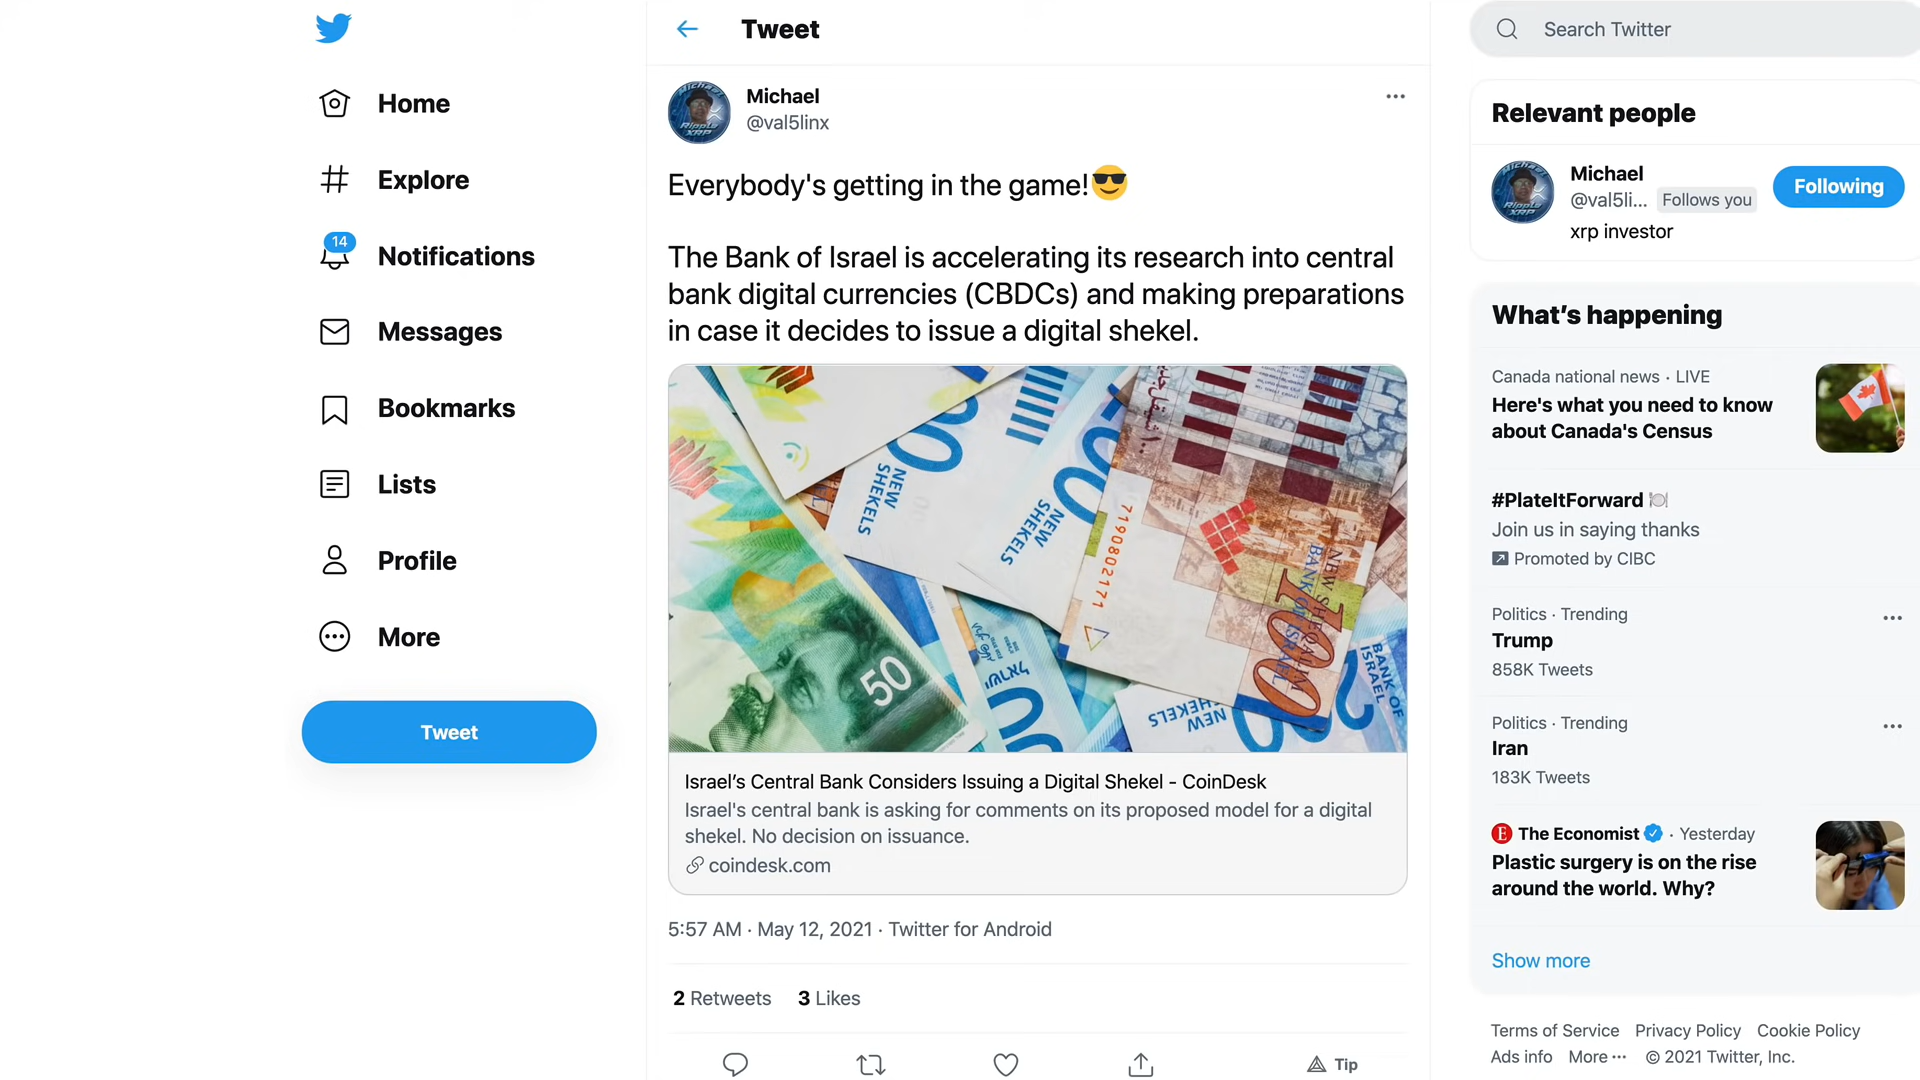 Home
Explore
14
Notifications
Messages
Bookmarks
Lists
Profile
More
Tweet
Tweet
Michael
@val5linx
Everybody's getting in the game!😎
The Bank of Israel is accelerating its research into central
bank digital currencies (CBDCs) and making preparations
in case it decides to issue a digital shekel.
NEW
SHEKELS
NEW
SHEKELS
7190802171
50
ישראל
100
NEW SHEQALIM
BANK OF ISRAEL
NEW
SHEKELS
BANK OF
ISRAEL
Israel’s Central Bank Considers Issuing a Digital Shekel - CoinDesk
Israel's central bank is asking for comments on its proposed model for a digital
shekel. No decision on issuance.
coindesk.com
5:57 AM · May 12, 2021 · Twitter for Android
2 Retweets 3 Likes
Tip
Search Twitter
Relevant people
Michael
@val5li... Follows you
Following
xrp investor
What’s happening
Canada national news · LIVE
Here's what you need to know
about Canada's Census
#PlateItForward 🍽
Join us in saying thanks
Promoted by CIBC
Politics · Trending
Trump
858K Tweets
Politics · Trending
Iran
183K Tweets
The Economist · Yesterday
Plastic surgery is on the rise
around the world. Why?
Show more
Terms of Service Privacy Policy Cookie Policy
Ads info More ··· © 2021 Twitter, Inc.